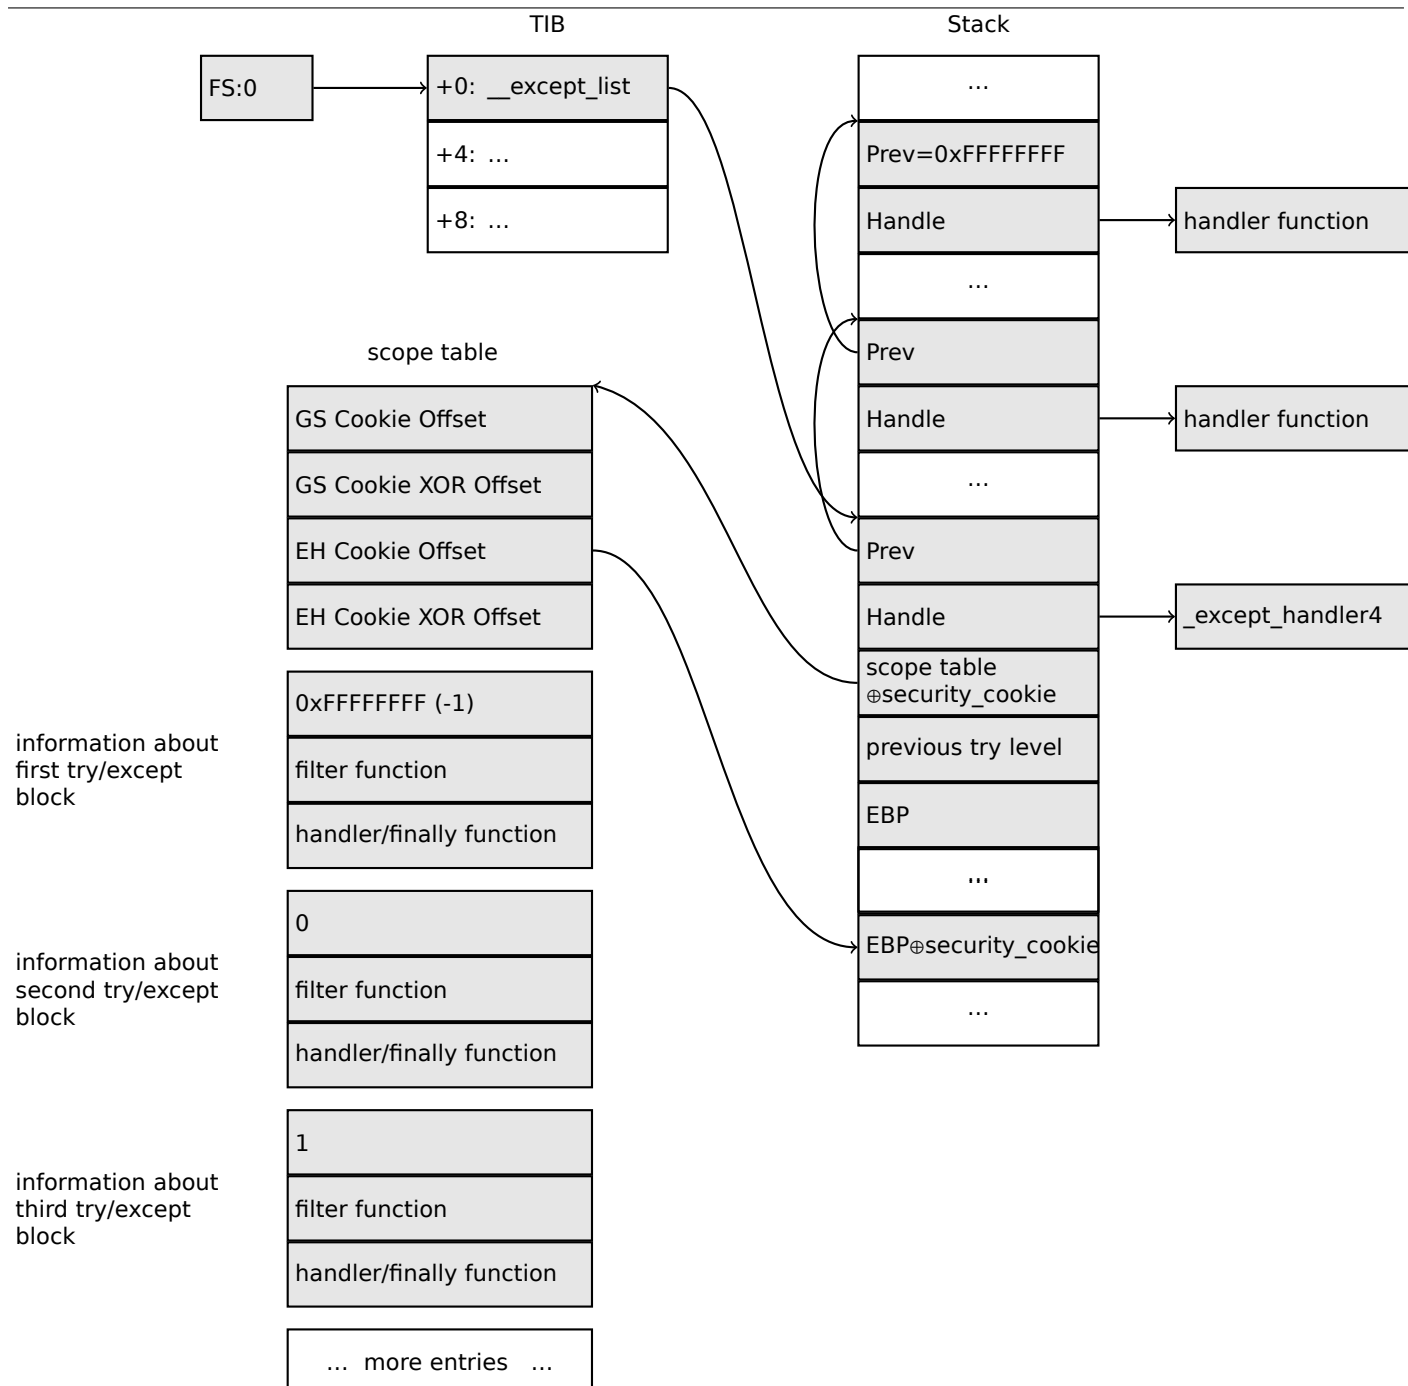 TIB
Stack
FS:0
+0: __except_list
+4: …
+8: …
…
Prev=0xFFFFFFFF
Handle
handler function
…
Prev
Handle
handler function
…
Prev
Handle
_except_handler4
scope table
⊕security_cookie
previous try level
EBP
…
EBP⊕security_cookie
…
scope table
GS Cookie Offset
GS Cookie XOR Offset
EH Cookie Offset
EH Cookie XOR Offset
information about
first try/except
block
0xFFFFFFFF (-1)
filter function
handler/finally function
information about
second try/except
block
0
filter function
handler/finally function
information about
third try/except
block
1
filter function
handler/finally function
… more entries …